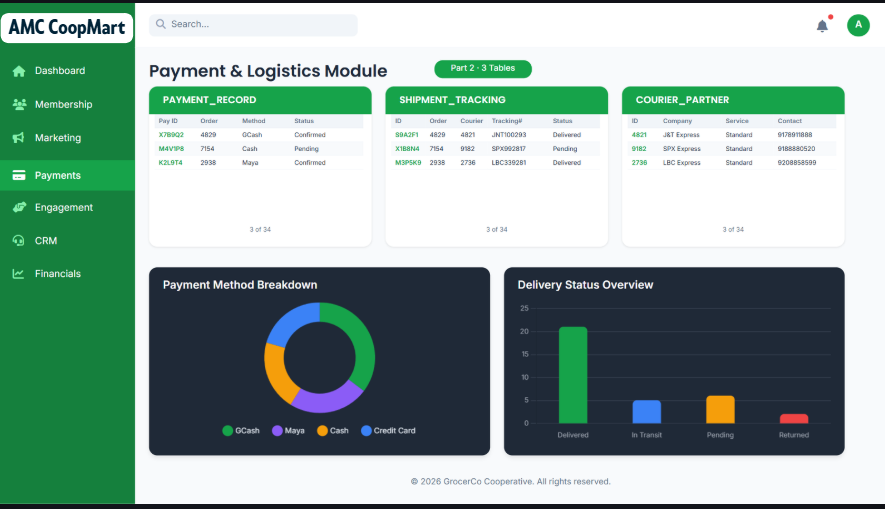 AMC CoopMart
Search...
A
Dashboard
Membership
Marketing
Payments
Engagement
CRM
Financials
Payment & Logistics Module
Part 2 · 3 Tables
PAYMENT_RECORD
Pay ID Order Method Status
X7B9Q2 4829 GCash Confirmed
M4V1P8 7154 Cash Pending
K2L9T4 2938 Maya Confirmed
3 of 34
SHIPMENT_TRACKING
ID Order Courier Tracking# Status
S9A2F1 4829 4821 JNT100293 Delivered
X1B8N4 7154 9182 SPX992817 Pending
M3P5K9 2938 2736 LBC339281 Delivered
3 of 34
COURIER_PARTNER
ID Company Service Contact
4821 J&T Express Standard 9178911888
9182 SPX Express Standard 9188880520
2736 LBC Express Standard 9208858599
3 of 34
Payment Method Breakdown
GCash Maya Cash Credit Card
Delivery Status Overview
25
20
15
10
5
0
Delivered In Transit Pending Returned
© 2026 GrocerCo Cooperative. All rights reserved.